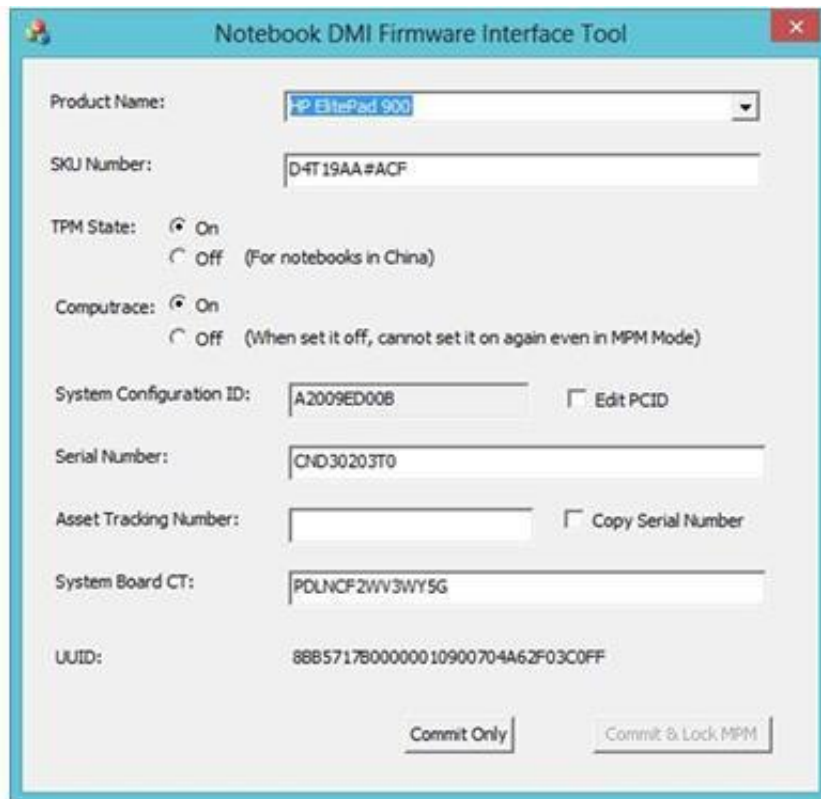 Notebook DMI Firmware Interface Tool
Product Name: HP ElitePad 900
SKU Number: D4T19AA#ACF
TPM State: On
Off (For notebooks in China)
Computrace: On
Off (When set it off, cannot set it on again even in MPM Mode)
System Configuration ID: A2009ED00B Edit PCID
Serial Number: CND30203T0
Asset Tracking Number: Copy Serial Number
System Board CT: PDLNCF2WV3WY5G
UUID: 8BB5717B00000010900704A62F03C0FF
Commit Only Commit & Lock MPM